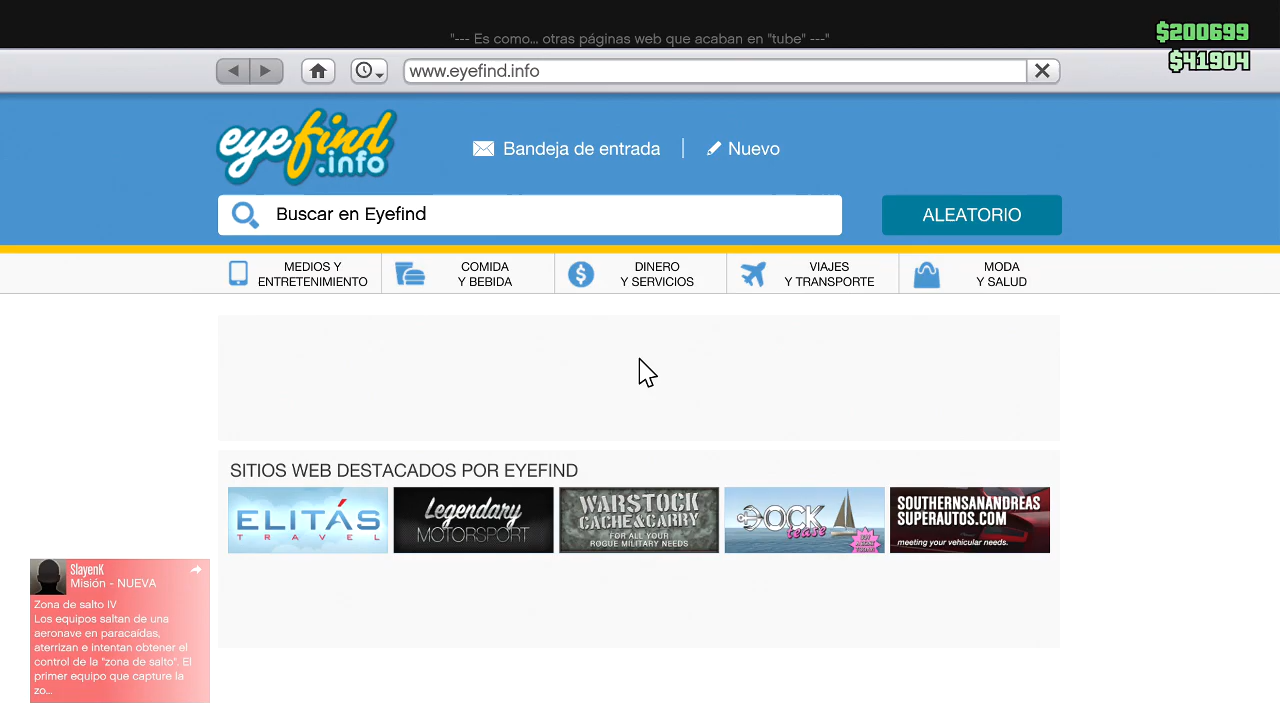 "--- Es como... otras páginas web que acaban en "tube" ---"
$200699
$41904
www.eyefind.info
eyefind
.info
Bandeja de entrada
Nuevo
Buscar en Eyefind
ALEATORIO
MEDIOS Y
ENTRETENIMIENTO
COMIDA
Y BEBIDA
DINERO
Y SERVICIOS
VIAJES
Y TRANSPORTE
MODA
Y SALUD
SITIOS WEB DESTACADOS POR EYEFIND
ELITÁS
TRAVEL
Legendary
MOTORSPORT
WARSTOCK
CACHE&CARRY
FOR ALL YOUR
ROGUE MILITARY NEEDS
DOCK
tease
SOUTHERNSANANDREAS
SUPERAUTOS.COM
meeting your vehicular needs.
SlayenK
Misión - NUEVA
Zona de salto IV
Los equipos saltan de una
aeronave en paracaídas,
aterrizan e intentan obtener el
control de la "zona de salto". El
primer equipo que capture la
zo...